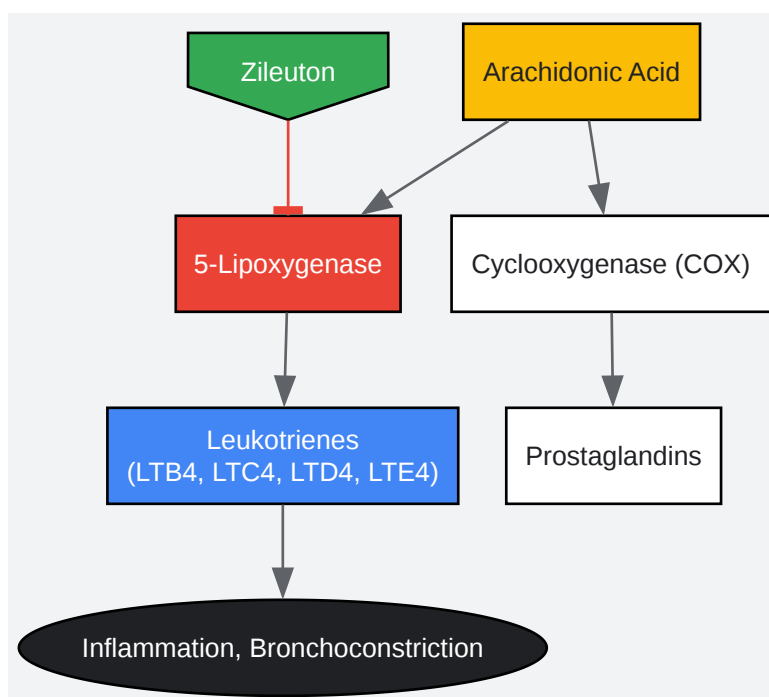 Zileuton
Arachidonic Acid
5-Lipoxygenase
Cyclooxygenase (COX)
Leukotrienes
(LTB4, LTC4, LTD4, LTE4)
Prostaglandins
Inflammation, Bronchoconstriction